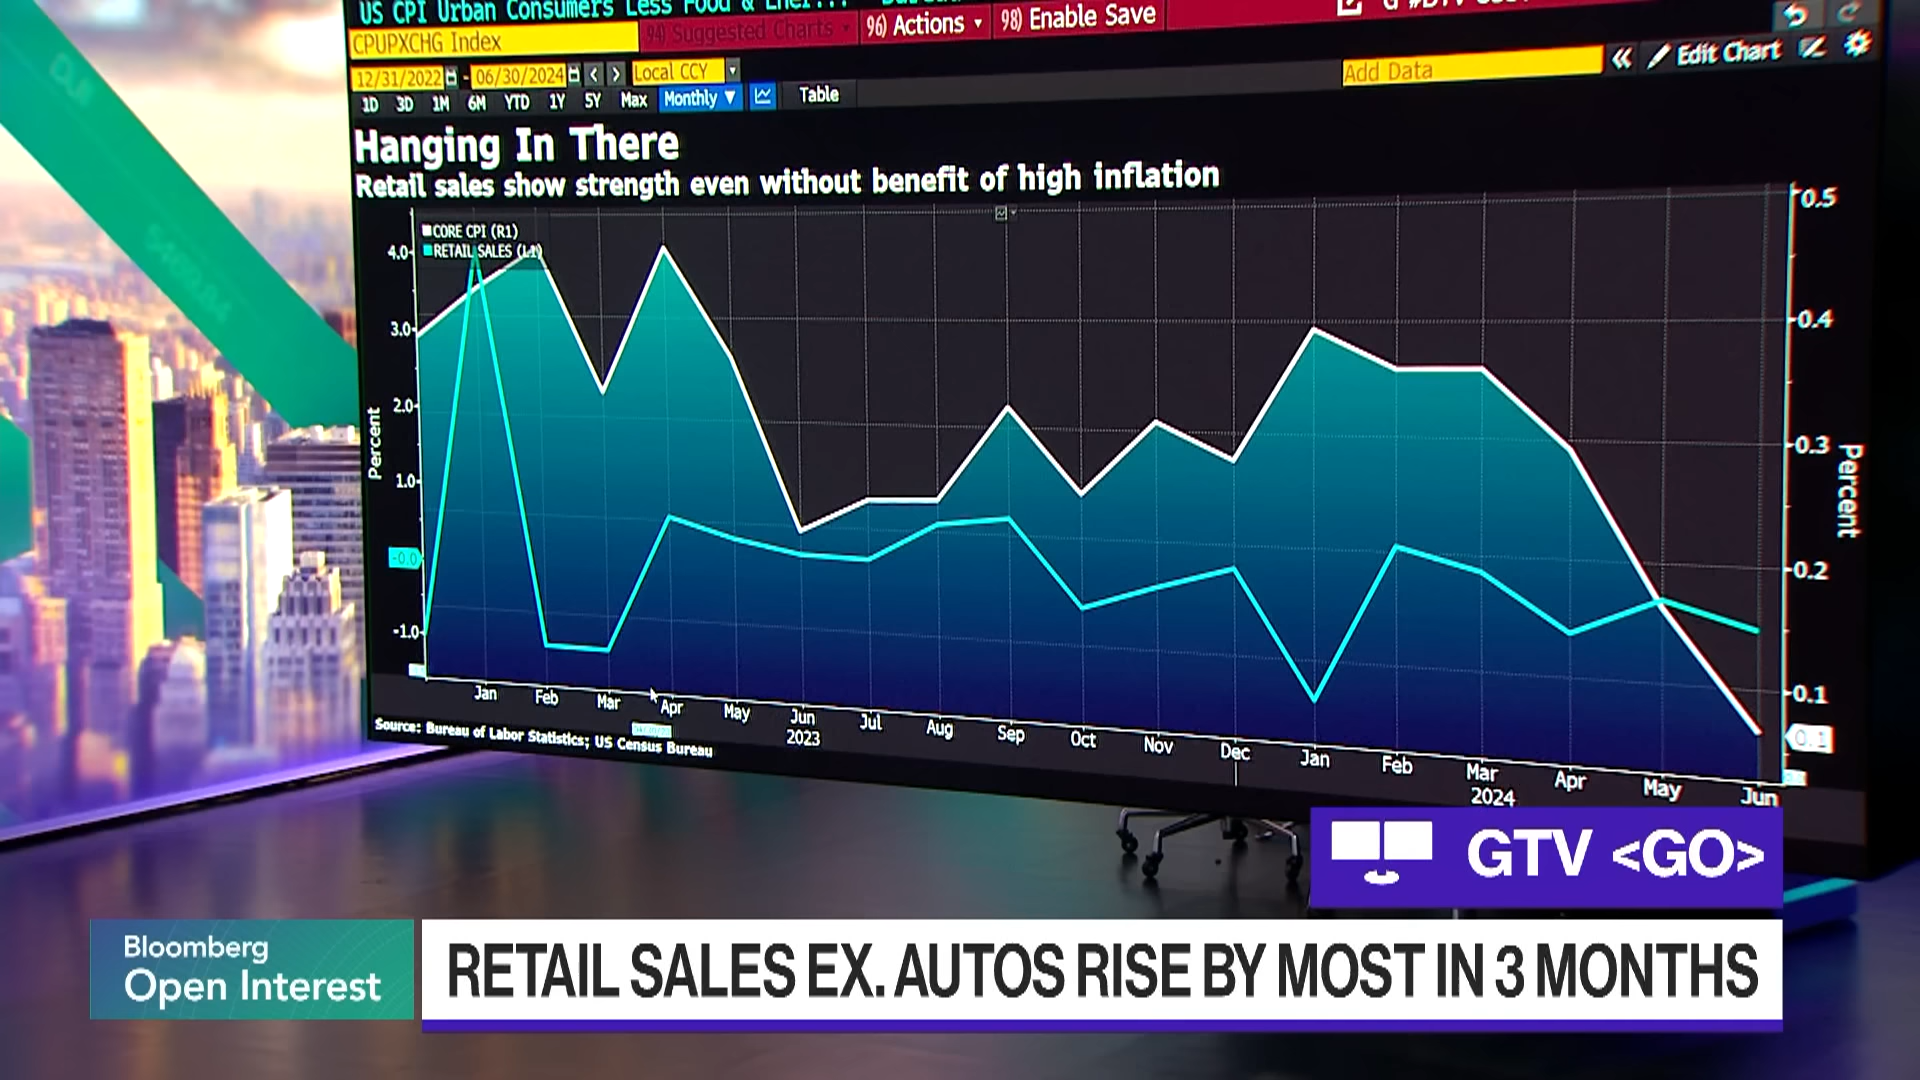 US CPI Urban Consumers Less Food & Ener...
CPUPXCHG Index
94) Suggested Charts
96) Actions
98) Enable Save
12/31/2022 - 06/30/2024
Local CCY
Add Data
« Edit Chart
1D 3D 1M 6M YTD 1Y 5Y Max Monthly ▼ Table
Hanging In There
Retail sales show strength even without benefit of high inflation
CORE CPI (R1)
RETAIL SALES (L1)
4.0
3.0
2.0
1.0
-0.0
-1.0
Percent
0.5
0.4
0.3
0.2
0.1
0.1
Percent
Jan Feb Mar Apr May Jun Jul Aug Sep Oct Nov Dec Jan Feb Mar Apr May Jun
2023 2024
Source: Bureau of Labor Statistics; US Census Bureau
GTV <GO>
Bloomberg
Open Interest
RETAIL SALES EX. AUTOS RISE BY MOST IN 3 MONTHS